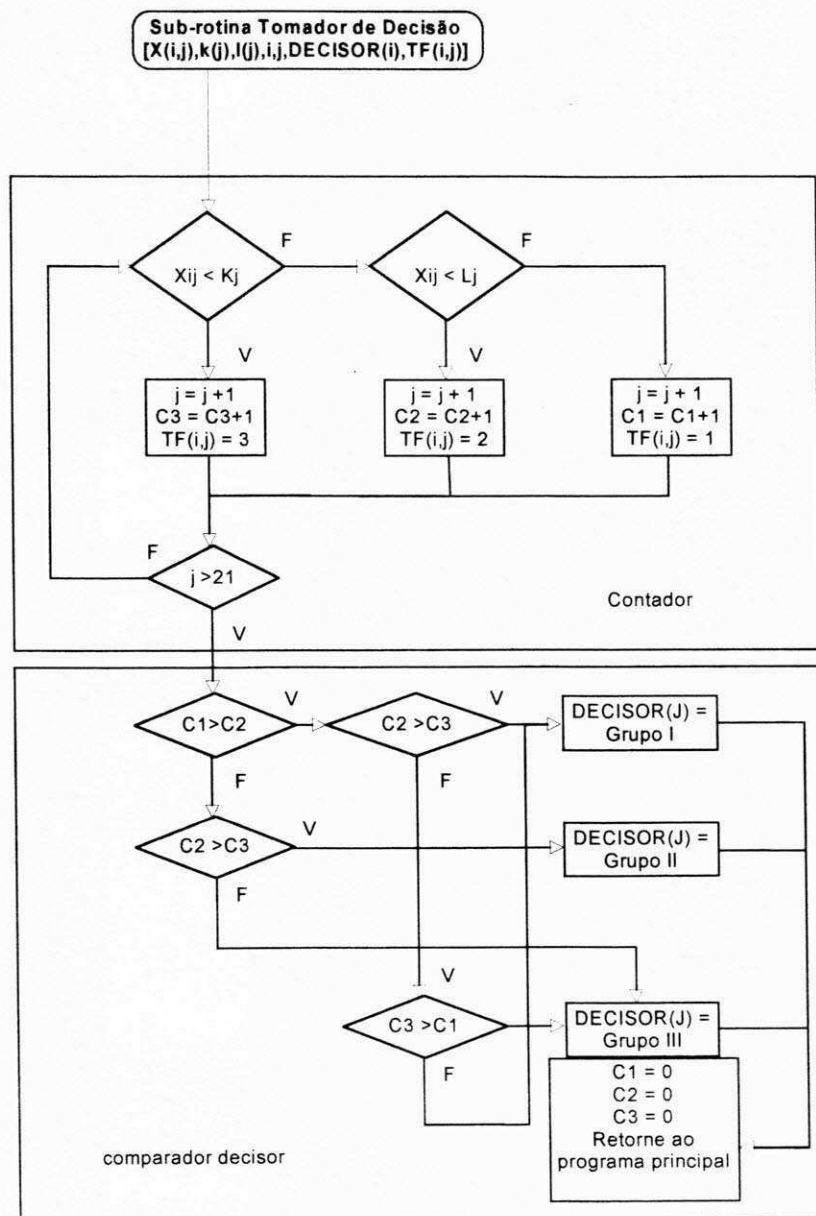 Sub-rotina Tomador de Decisão
[X(i,j),k(j),l(j),i,j,DECISOR(i),TF(i,j)]
Xij < Kj
F
Xij < Lj
F
V
V
j = j +1
C3 = C3+1
TF(i,j) = 3
j = j + 1
C2 = C2+1
TF(i,j) = 2
j = j + 1
C1 = C1+1
TF(i,j) = 1
F
j >21
Contador
V
C1>C2
V
C2 >C3
V
DECISOR(J) =
Grupo I
F
F
C2 >C3
V
DECISOR(J) =
Grupo II
F
V
C3 >C1
DECISOR(J) =
Grupo III
F
C1 = 0
C2 = 0
C3 = 0
Retorne ao
programa principal
comparador decisor